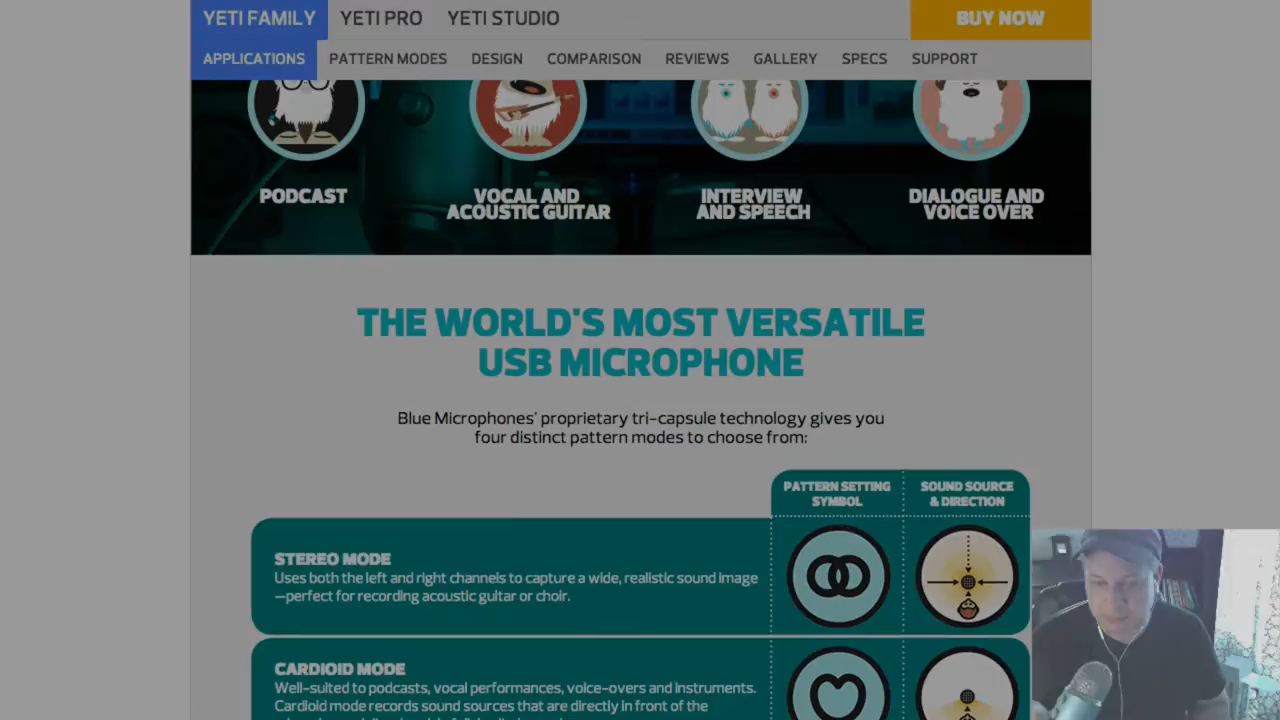 YETI FAMILY YETI PRO YETI STUDIO BUY NOW
APPLICATIONS PATTERN MODES DESIGN COMPARISON REVIEWS GALLERY SPECS SUPPORT
PODCAST
VOCAL AND
ACOUSTIC GUITAR
INTERVIEW
AND SPEECH
DIALOGUE AND
VOICE OVER
THE WORLD'S MOST VERSATILE
USB MICROPHONE
Blue Microphones' proprietary tri-capsule technology gives you
four distinct pattern modes to choose from:
PATTERN SETTING
SYMBOL
SOUND SOURCE
& DIRECTION
STEREO MODE
Uses both the left and right channels to capture a wide, realistic sound image
—perfect for recording acoustic guitar or choir.
CARDIOID MODE
Well-suited to podcasts, vocal performances, voice-overs and instruments.
Cardioid mode records sound sources that are directly in front of the